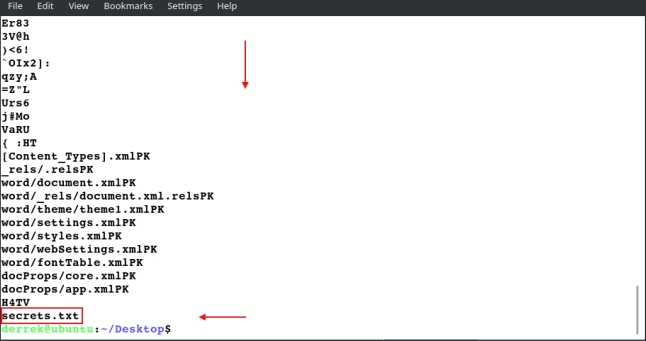 File Edit View Bookmarks Settings Help
Er83
3V@h
)<6!
`OIx2]:
qzy;A
=Z"L
Urs6
j#Mo
VaRU
{ :HT
[Content_Types].xmlPK
_rels/.relsPK
word/document.xmlPK
word/_rels/document.xml.relsPK
word/theme/theme1.xmlPK
word/settings.xmlPK
word/styles.xmlPK
word/webSettings.xmlPK
word/fontTable.xmlPK
docProps/core.xmlPK
docProps/app.xmlPK
H4TV
secrets.txt
derrek@ubuntu:~/Desktop$